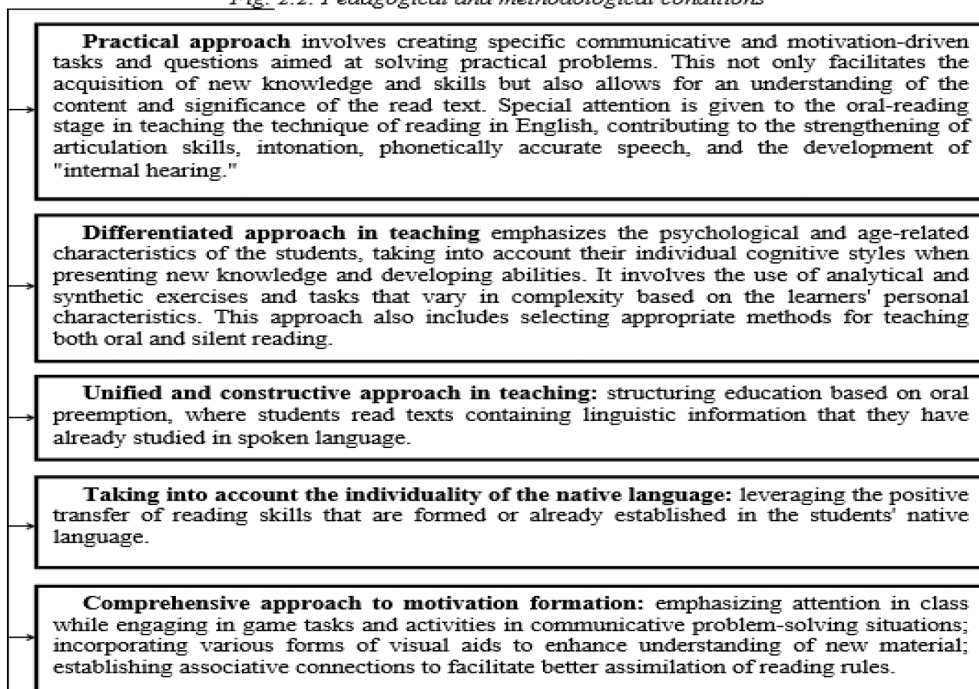 Fig. 2.2. Pedagogical and methodological conditions
Practical approach involves creating specific communicative and motivation-driven
tasks and questions aimed at solving practical problems. This not only facilitates the
acquisition of new knowledge and skills but also allows for an understanding of the
content and significance of the read text. Special attention is given to the oral-reading
stage in teaching the technique of reading in English, contributing to the strengthening of
articulation skills, intonation, phonetically accurate speech, and the development of
"internal hearing."
Differentiated approach in teaching emphasizes the psychological and age-related
characteristics of the students, taking into account their individual cognitive styles when
presenting new knowledge and developing abilities. It involves the use of analytical and
synthetic exercises and tasks that vary in complexity based on the learners' personal
characteristics. This approach also includes selecting appropriate methods for teaching
both oral and silent reading.
Unified and constructive approach in teaching: structuring education based on oral
preemption, where students read texts containing linguistic information that they have
already studied in spoken language.
Taking into account the individuality of the native language: leveraging the positive
transfer of reading skills that are formed or already established in the students' native
language.
Comprehensive approach to motivation formation: emphasizing attention in class
while engaging in game tasks and activities in communicative problem-solving situations;
incorporating various forms of visual aids to enhance understanding of new material;
establishing associative connections to facilitate better assimilation of reading rules.